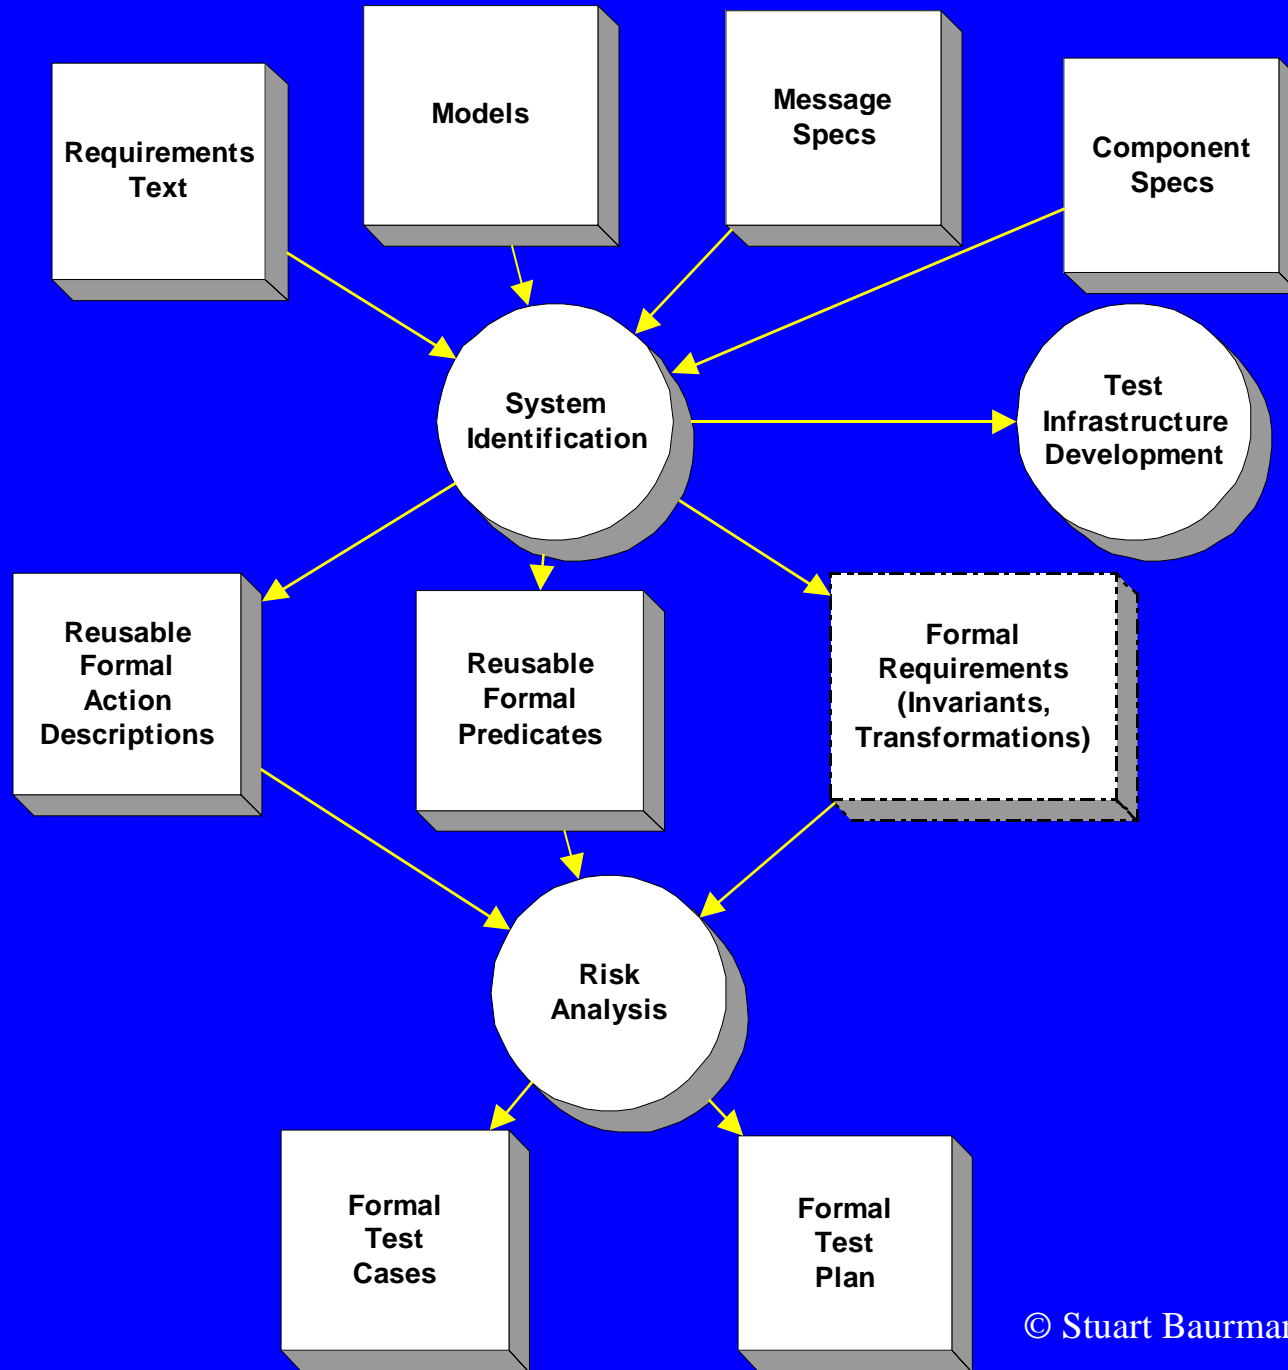 Requirements
Text
Models
Message
Specs
Component
Specs
System
Identification
Test
Infrastructure
Development
Reusable
Formal
Action
Descriptions
Reusable
Formal
Predicates
Formal
Requirements
(Invariants,
Transformations)
Risk
Analysis
Formal
Test
Cases
Formal
Test
Plan
© Stuart